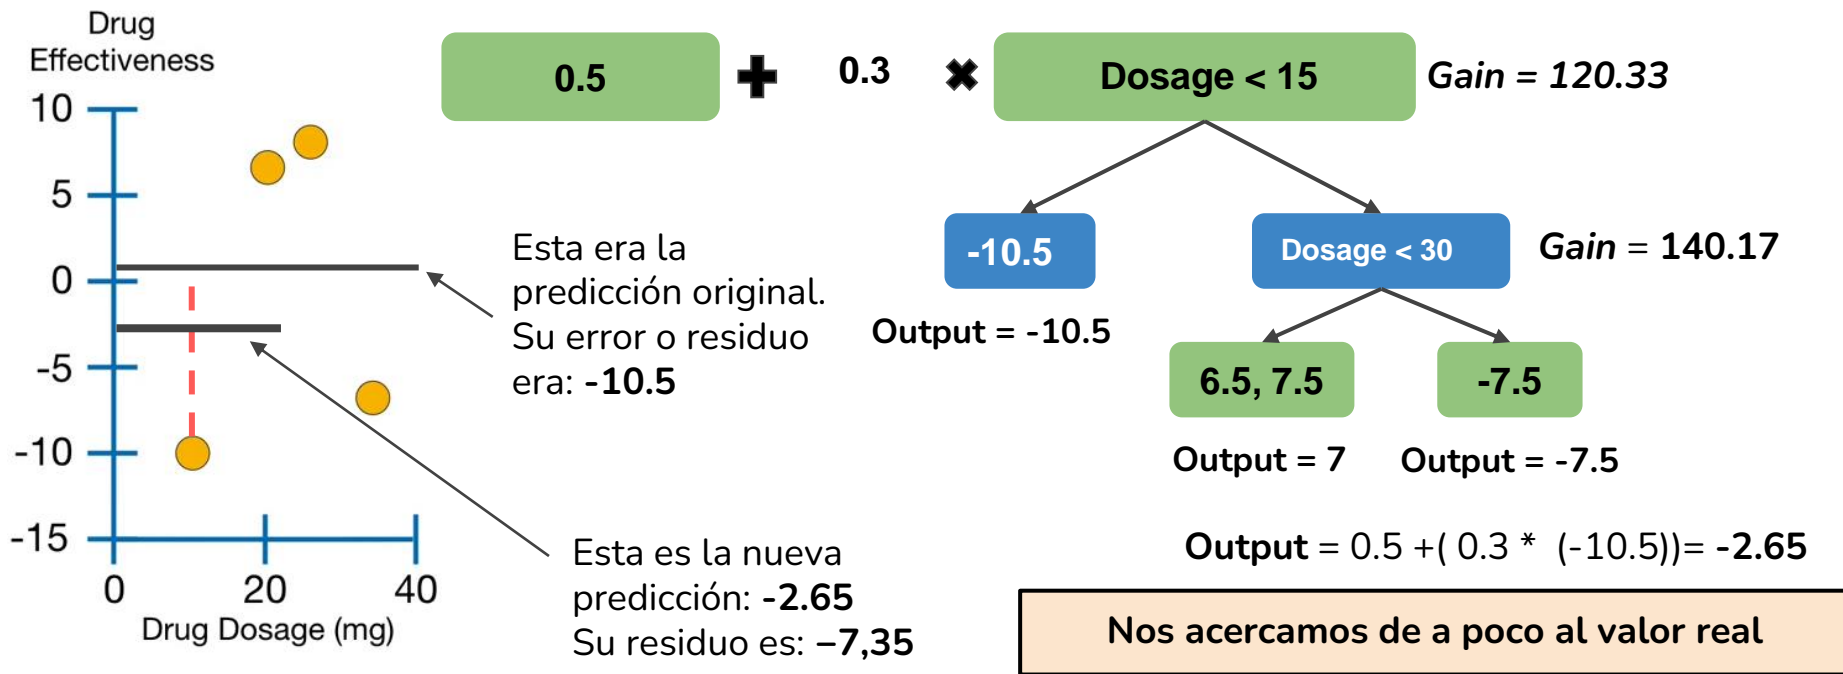 Drug
Effectiveness
10
5
0
-5
-10
-15
0
20
40
Drug Dosage (mg)
0.5
0.3
Dosage < 15
Gain = 120.33
-10.5
Output = -10.5
Dosage < 30
Gain = 140.17
6.5, 7.5
-7.5
Output = 7
Output = -7.5
Esta era la
predicción original.
Su error o residuo
era: -10.5
Esta es la nueva
predicción: -2.65
Su residuo es: –7,35
Output = 0.5 +( 0.3 * (-10.5))= -2.65
Nos acercamos de a poco al valor real